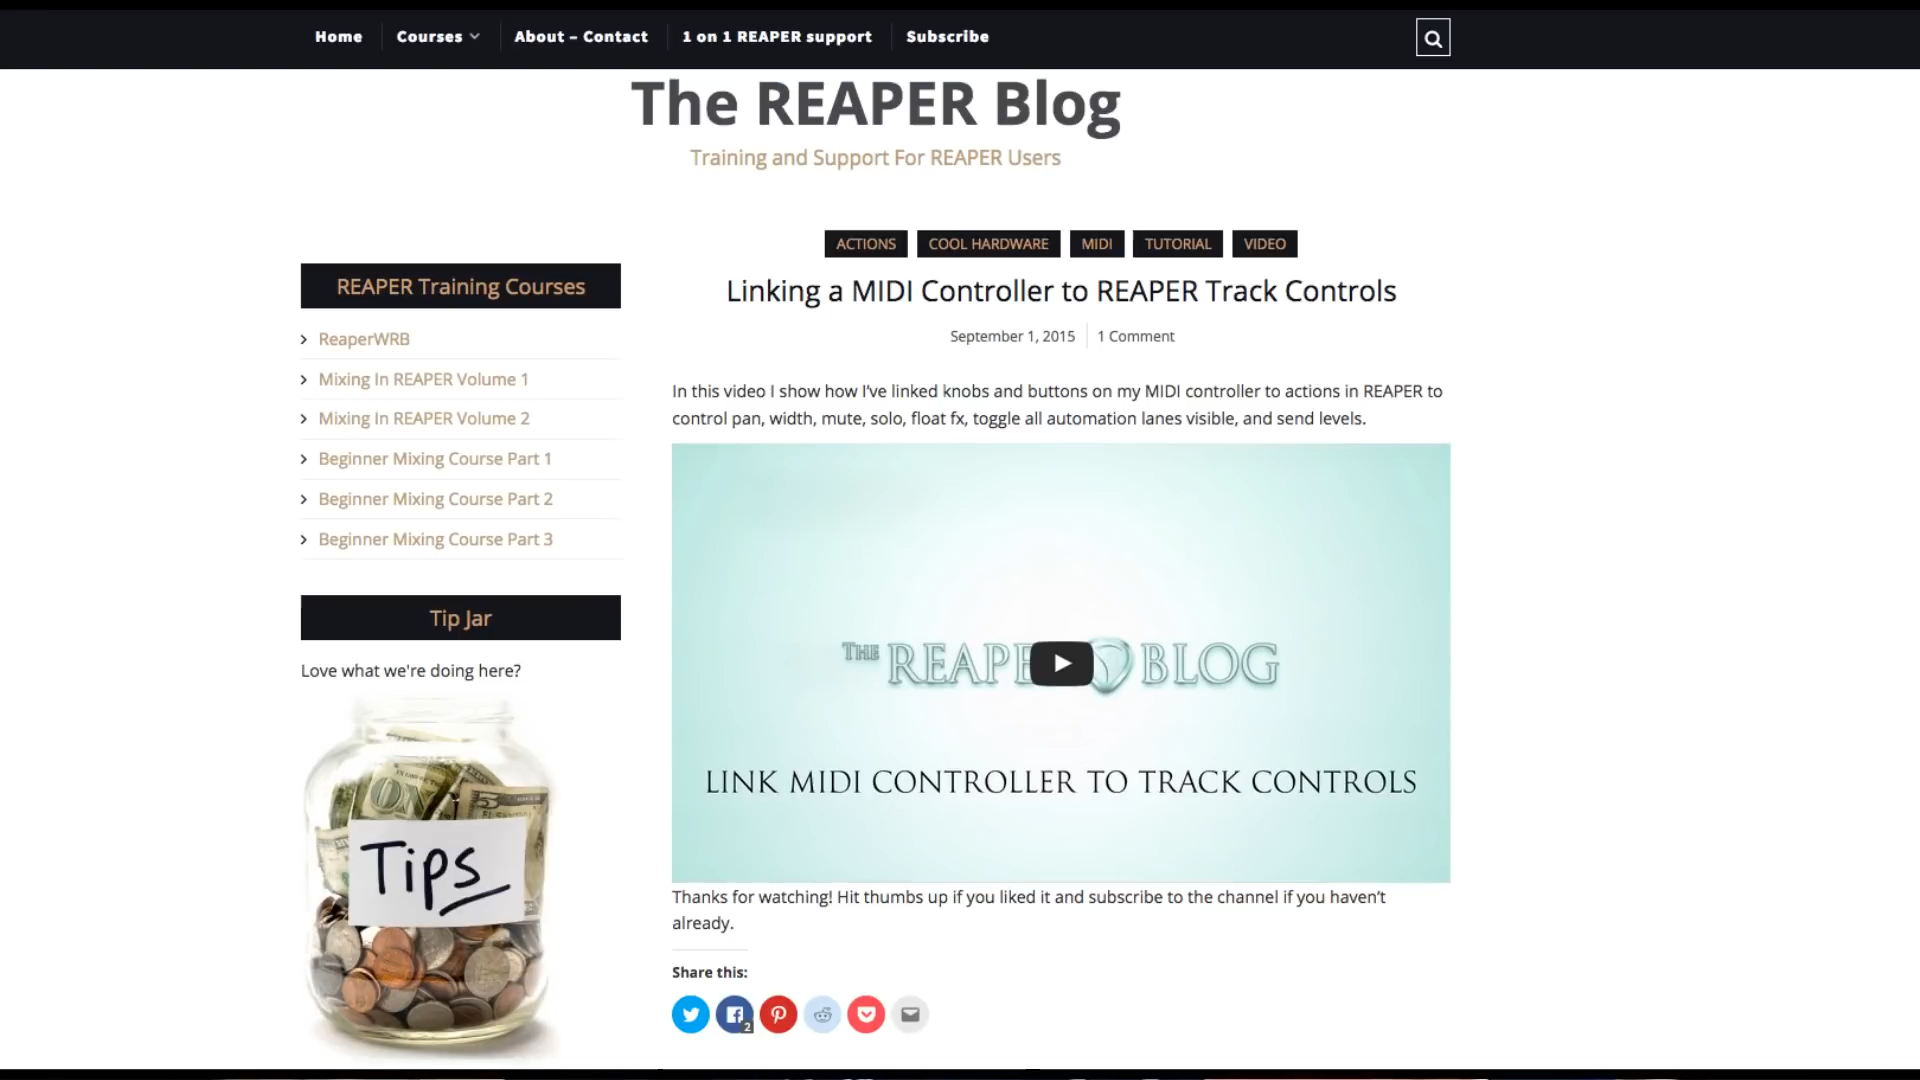 Home
Courses
About – Contact
1 on 1 REAPER support
Subscribe
The REAPER Blog
Training and Support For REAPER Users
REAPER Training Courses
ReaperWRB
Mixing In REAPER Volume 1
Mixing In REAPER Volume 2
Beginner Mixing Course Part 1
Beginner Mixing Course Part 2
Beginner Mixing Course Part 3
Tip Jar
Love what we're doing here?
Tips
ACTIONS
COOL HARDWARE
MIDI
TUTORIAL
VIDEO
Linking a MIDI Controller to REAPER Track Controls
September 1, 2015
1 Comment
In this video I show how I’ve linked knobs and buttons on my MIDI controller to actions in REAPER to
control pan, width, mute, solo, float fx, toggle all automation lanes visible, and send levels.
THE BLOG
LINK MIDI CONTROLLER TO TRACK CONTROLS
Thanks for watching! Hit thumbs up if you liked it and subscribe to the channel if you haven’t
already.
Share this:
2